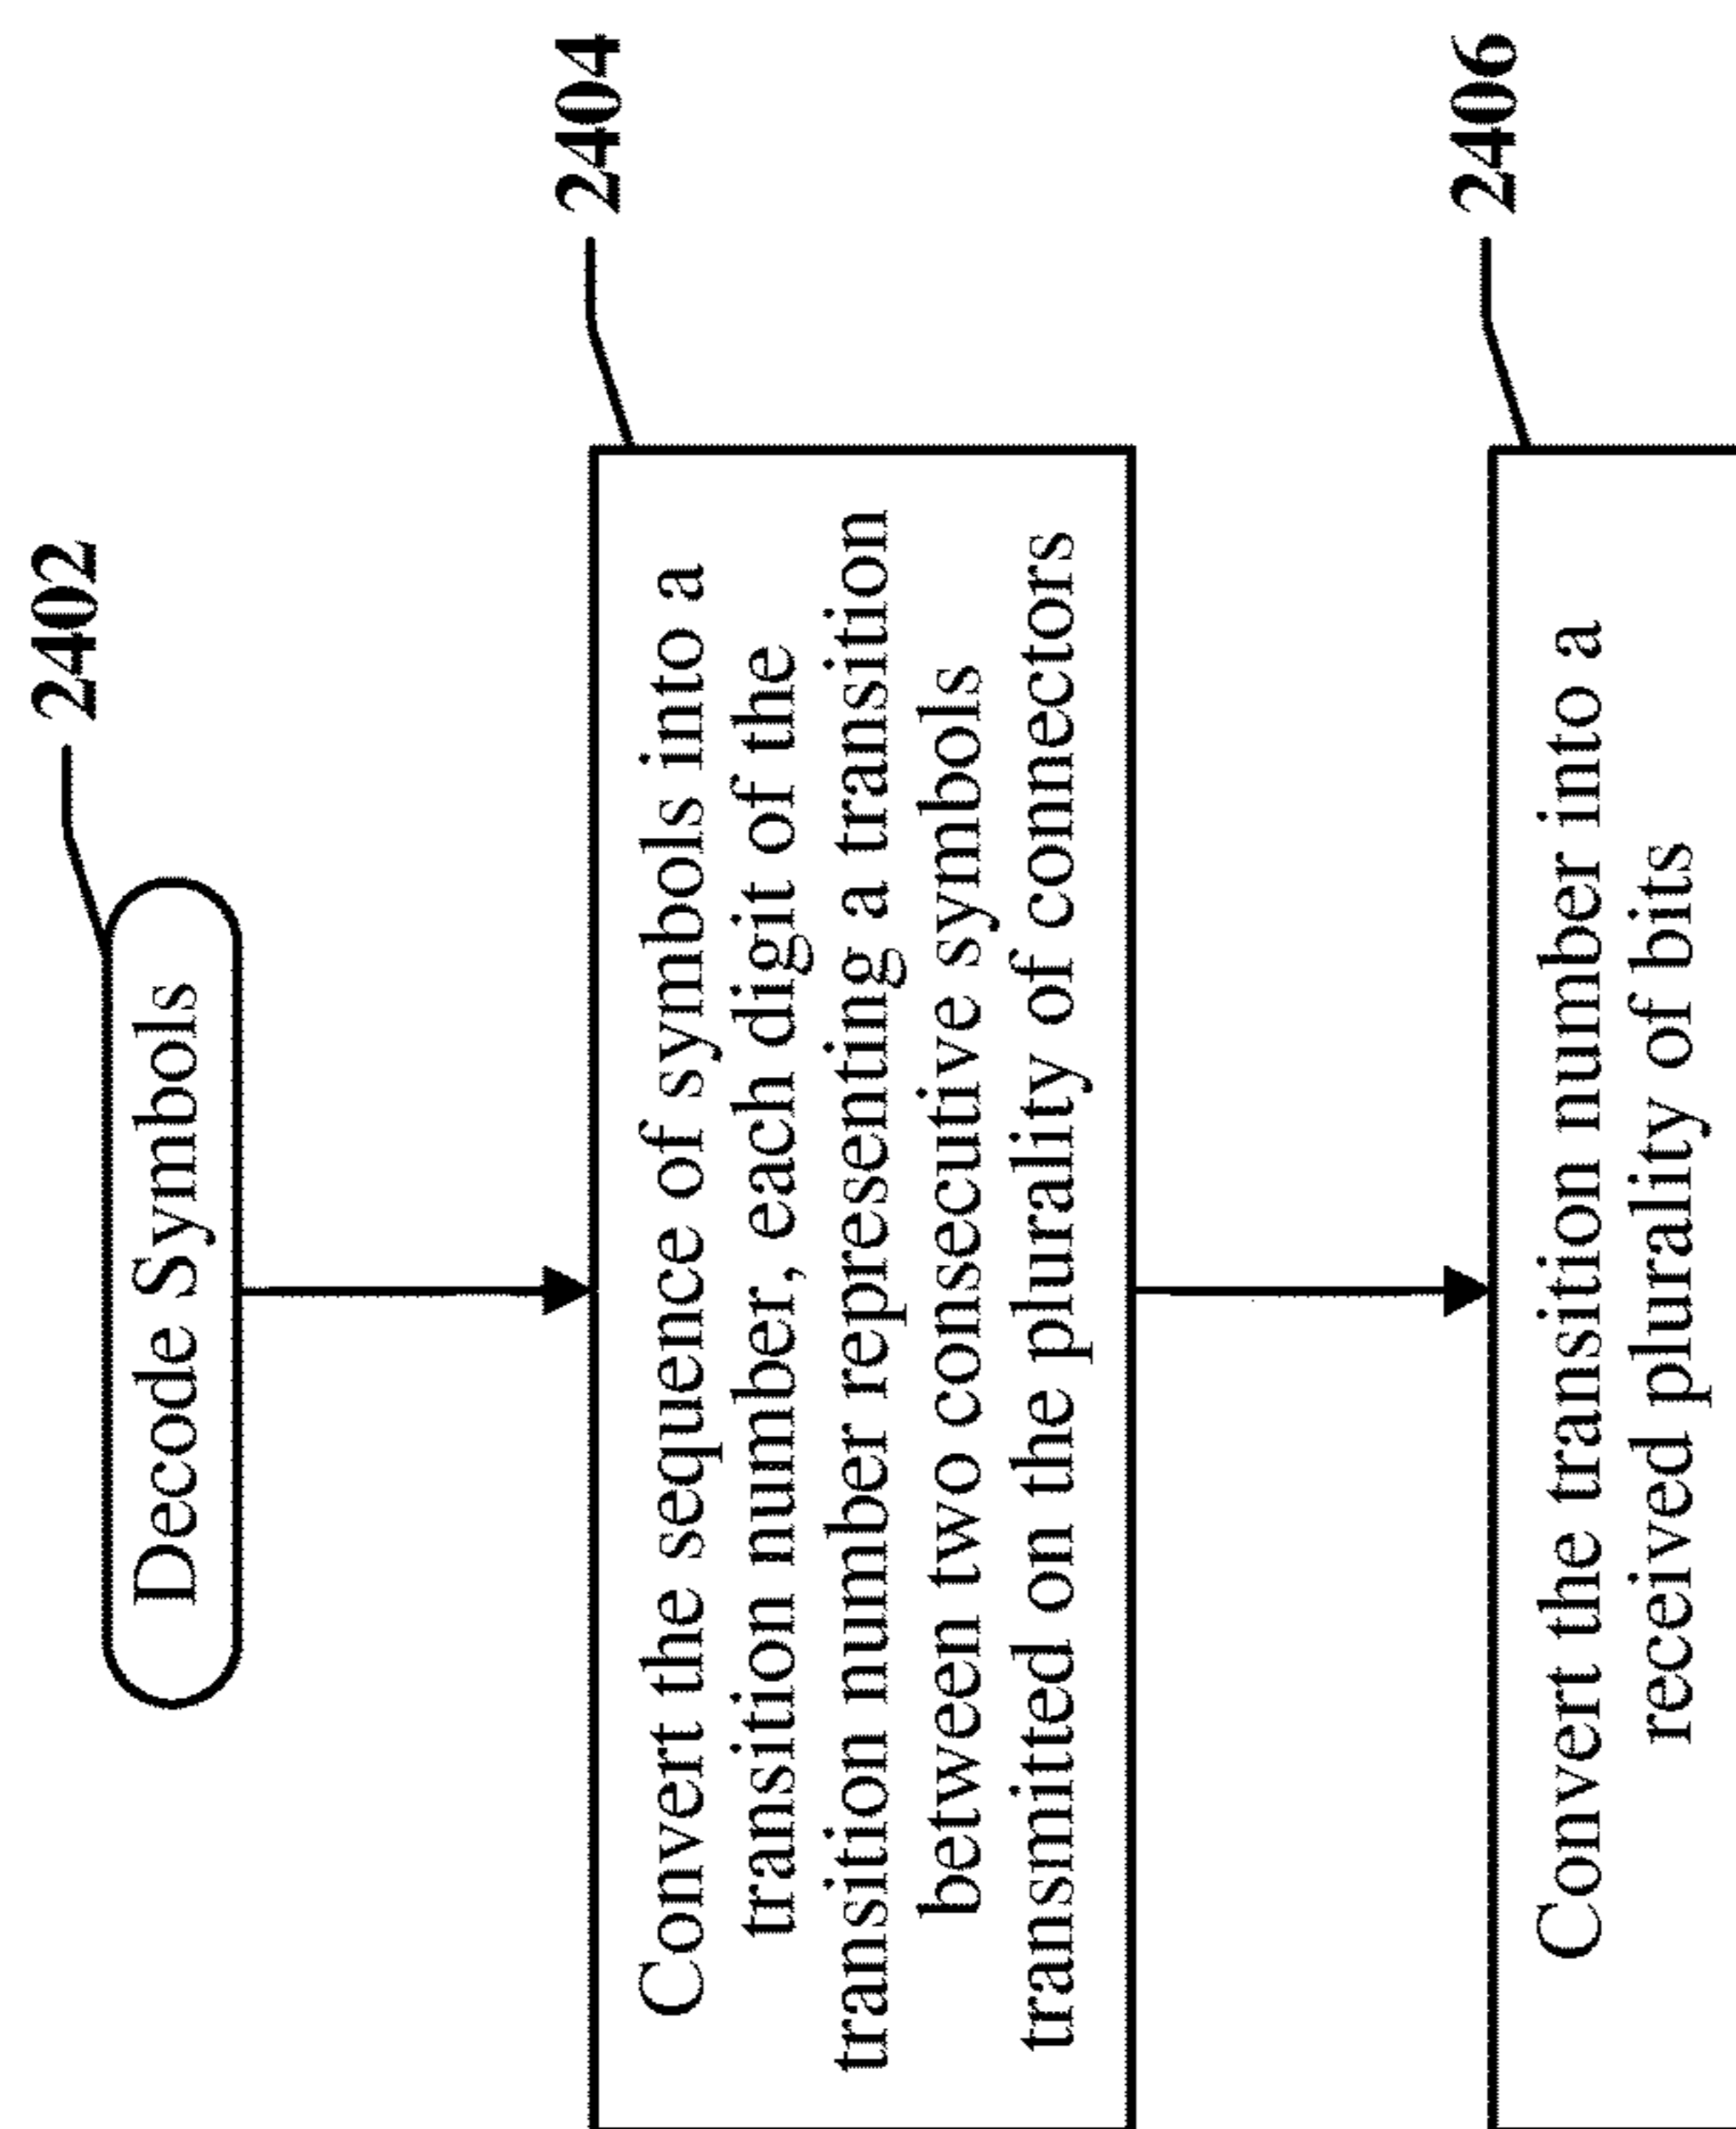 2402
Decode Symbols
2404
Convert the sequence of symbols into a
transition number, each digit of the
transition number representing a transition
between two consecutive symbols
transmitted on the plurality of connectors
2406
Convert the transition number into a
received plurality of bits